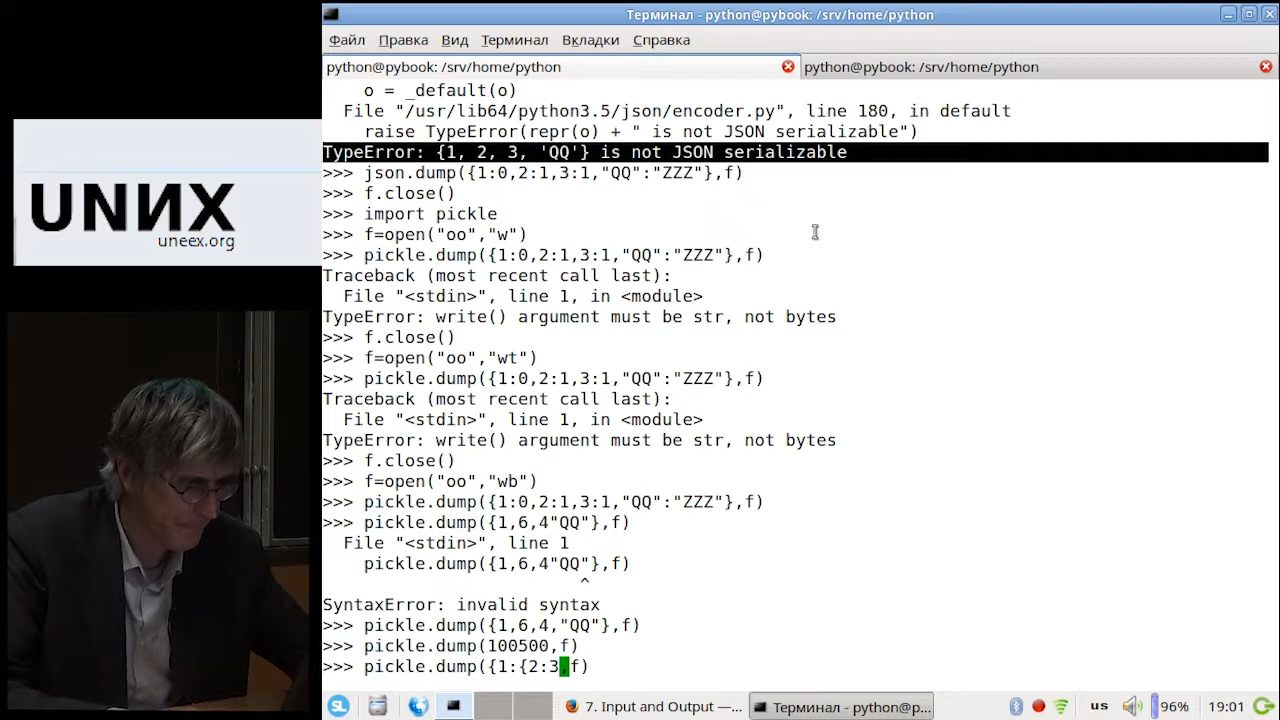 Терминал - python@pybook: /srv/home/python
Файл Правка Вид Терминал Вкладки Справка
python@pybook: /srv/home/python python@pybook: /srv/home/python
o = _default(o)
File "/usr/lib64/python3.5/json/encoder.py", line 180, in default
raise TypeError(repr(o) + " is not JSON serializable")
TypeError: {1, 2, 3, 'QQ'} is not JSON serializable
>>> json.dump({1:0,2:1,3:1,"QQ":"ZZZ"},f)
>>> f.close()
>>> import pickle
>>> f=open("oo","w")
>>> pickle.dump({1:0,2:1,3:1,"QQ":"ZZZ"},f)
Traceback (most recent call last):
File "<stdin>", line 1, in <module>
TypeError: write() argument must be str, not bytes
>>> f.close()
>>> f=open("oo","wt")
>>> pickle.dump({1:0,2:1,3:1,"QQ":"ZZZ"},f)
Traceback (most recent call last):
File "<stdin>", line 1, in <module>
TypeError: write() argument must be str, not bytes
>>> f.close()
>>> f=open("oo","wb")
>>> pickle.dump({1:0,2:1,3:1,"QQ":"ZZZ"},f)
>>> pickle.dump({1,6,4"QQ"},f)
File "<stdin>", line 1
pickle.dump({1,6,4"QQ"},f)
^
SyntaxError: invalid syntax
>>> pickle.dump({1,6,4,"QQ"},f)
>>> pickle.dump(100500,f)
>>> pickle.dump({1:{2:3,f)
UNИX
uneex.org
SL 7. Input and Output —... Терминал - python@p... us 96% 19:01